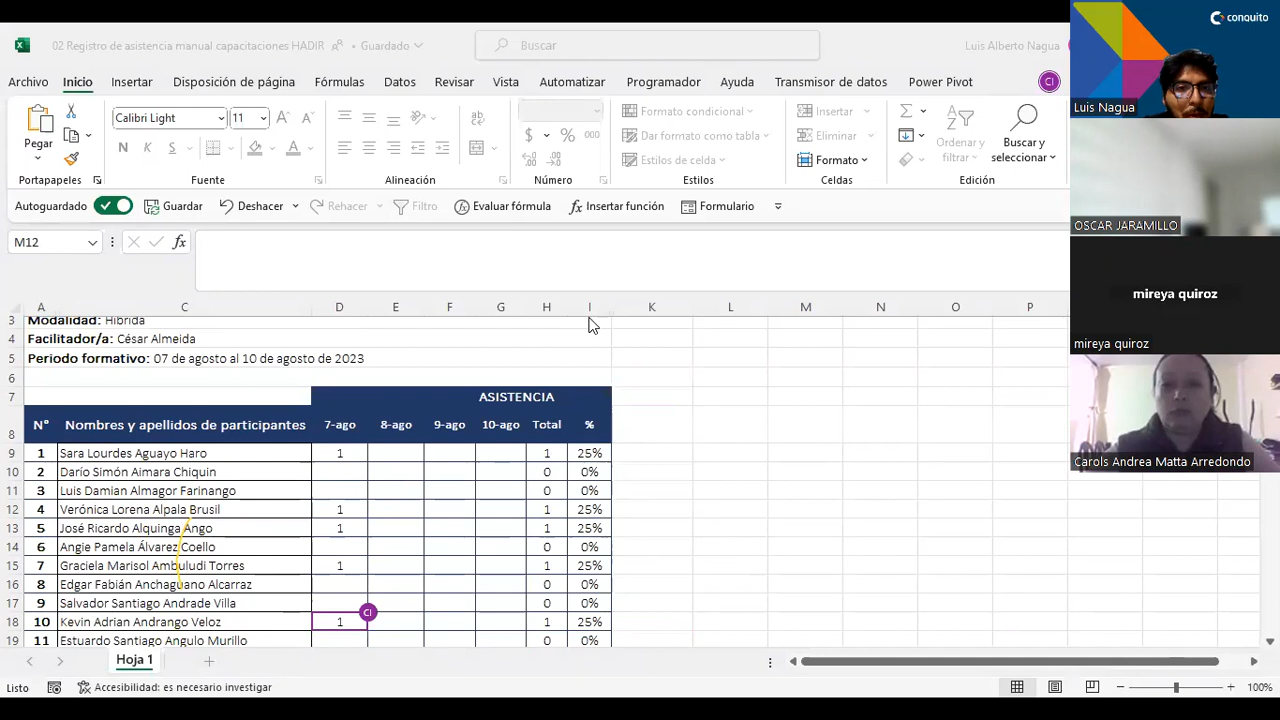 02 Registro de asistencia manual capacitaciones HADIR Guardado Buscar Luis Alberto Nagua
Archivo Inicio Insertar Disposición de página Fórmulas Datos Revisar Vista Automatizar Programador Ayuda Transmisor de datos Power Pivot CI
Pegar
Portapapeles
Calibri Light 11
N K S
Fuente
Alineación
$ % 000
Número
Formato condicional
Dar formato como tabla
Estilos de celda
Estilos
Insertar
Eliminar
Formato
Celdas
Ordenar y filtrar
Buscar y seleccionar
Edición
Autoguardado Guardar Deshacer Rehacer Filtro Evaluar fórmula Insertar función Formulario
M12 fx
A C D E F G H I K L M N O P
3 Modalidad: Híbrida
4 Facilitador/a: César Almeida
5 Periodo formativo: 07 de agosto al 10 de agosto de 2023
6
7 ASISTENCIA
8 N° Nombres y apellidos de participantes 7-ago 8-ago 9-ago 10-ago Total %
9 1 Sara Lourdes Aguayo Haro 1 1 25%
10 2 Darío Simón Aimara Chiquin 0 0%
11 3 Luis Damian Almagor Farinango 0 0%
12 4 Verónica Lorena Alpala Brusil 1 1 25%
13 5 José Ricardo Alquinga Ango 1 1 25%
14 6 Angie Pamela Álvarez Coello 0 0%
15 7 Graciela Marisol Ambuludi Torres 1 1 25%
16 8 Edgar Fabián Anchaguano Alcarraz 0 0%
17 9 Salvador Santiago Andrade Villa 0 0%
CI
18 10 Kevin Adrian Andrango Veloz 1 1 25%
19 11 Estuardo Santiago Angulo Murillo 0 0%
Hoja 1
Listo Accesibilidad: es necesario investigar 100%
conquito
Luis Nagua
OSCAR JARAMILLO
mireya quiroz
mireya quiroz
Carols Andrea Matta Arredondo